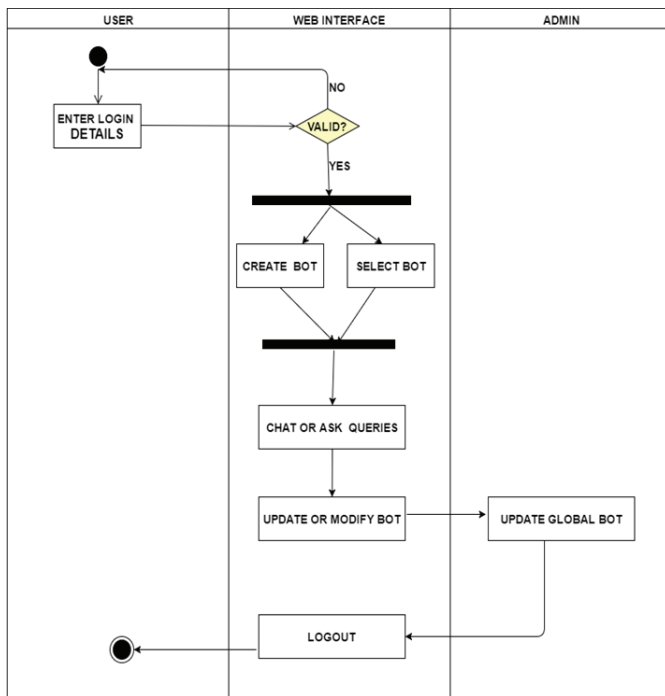 USER
WEB INTERFACE
ADMIN
NO
ENTER LOGIN
DETAILS
VALID?
YES
CREATE BOT
SELECT BOT
CHAT OR ASK QUERIES
UPDATE OR MODIFY BOT
UPDATE GLOBAL BOT
LOGOUT